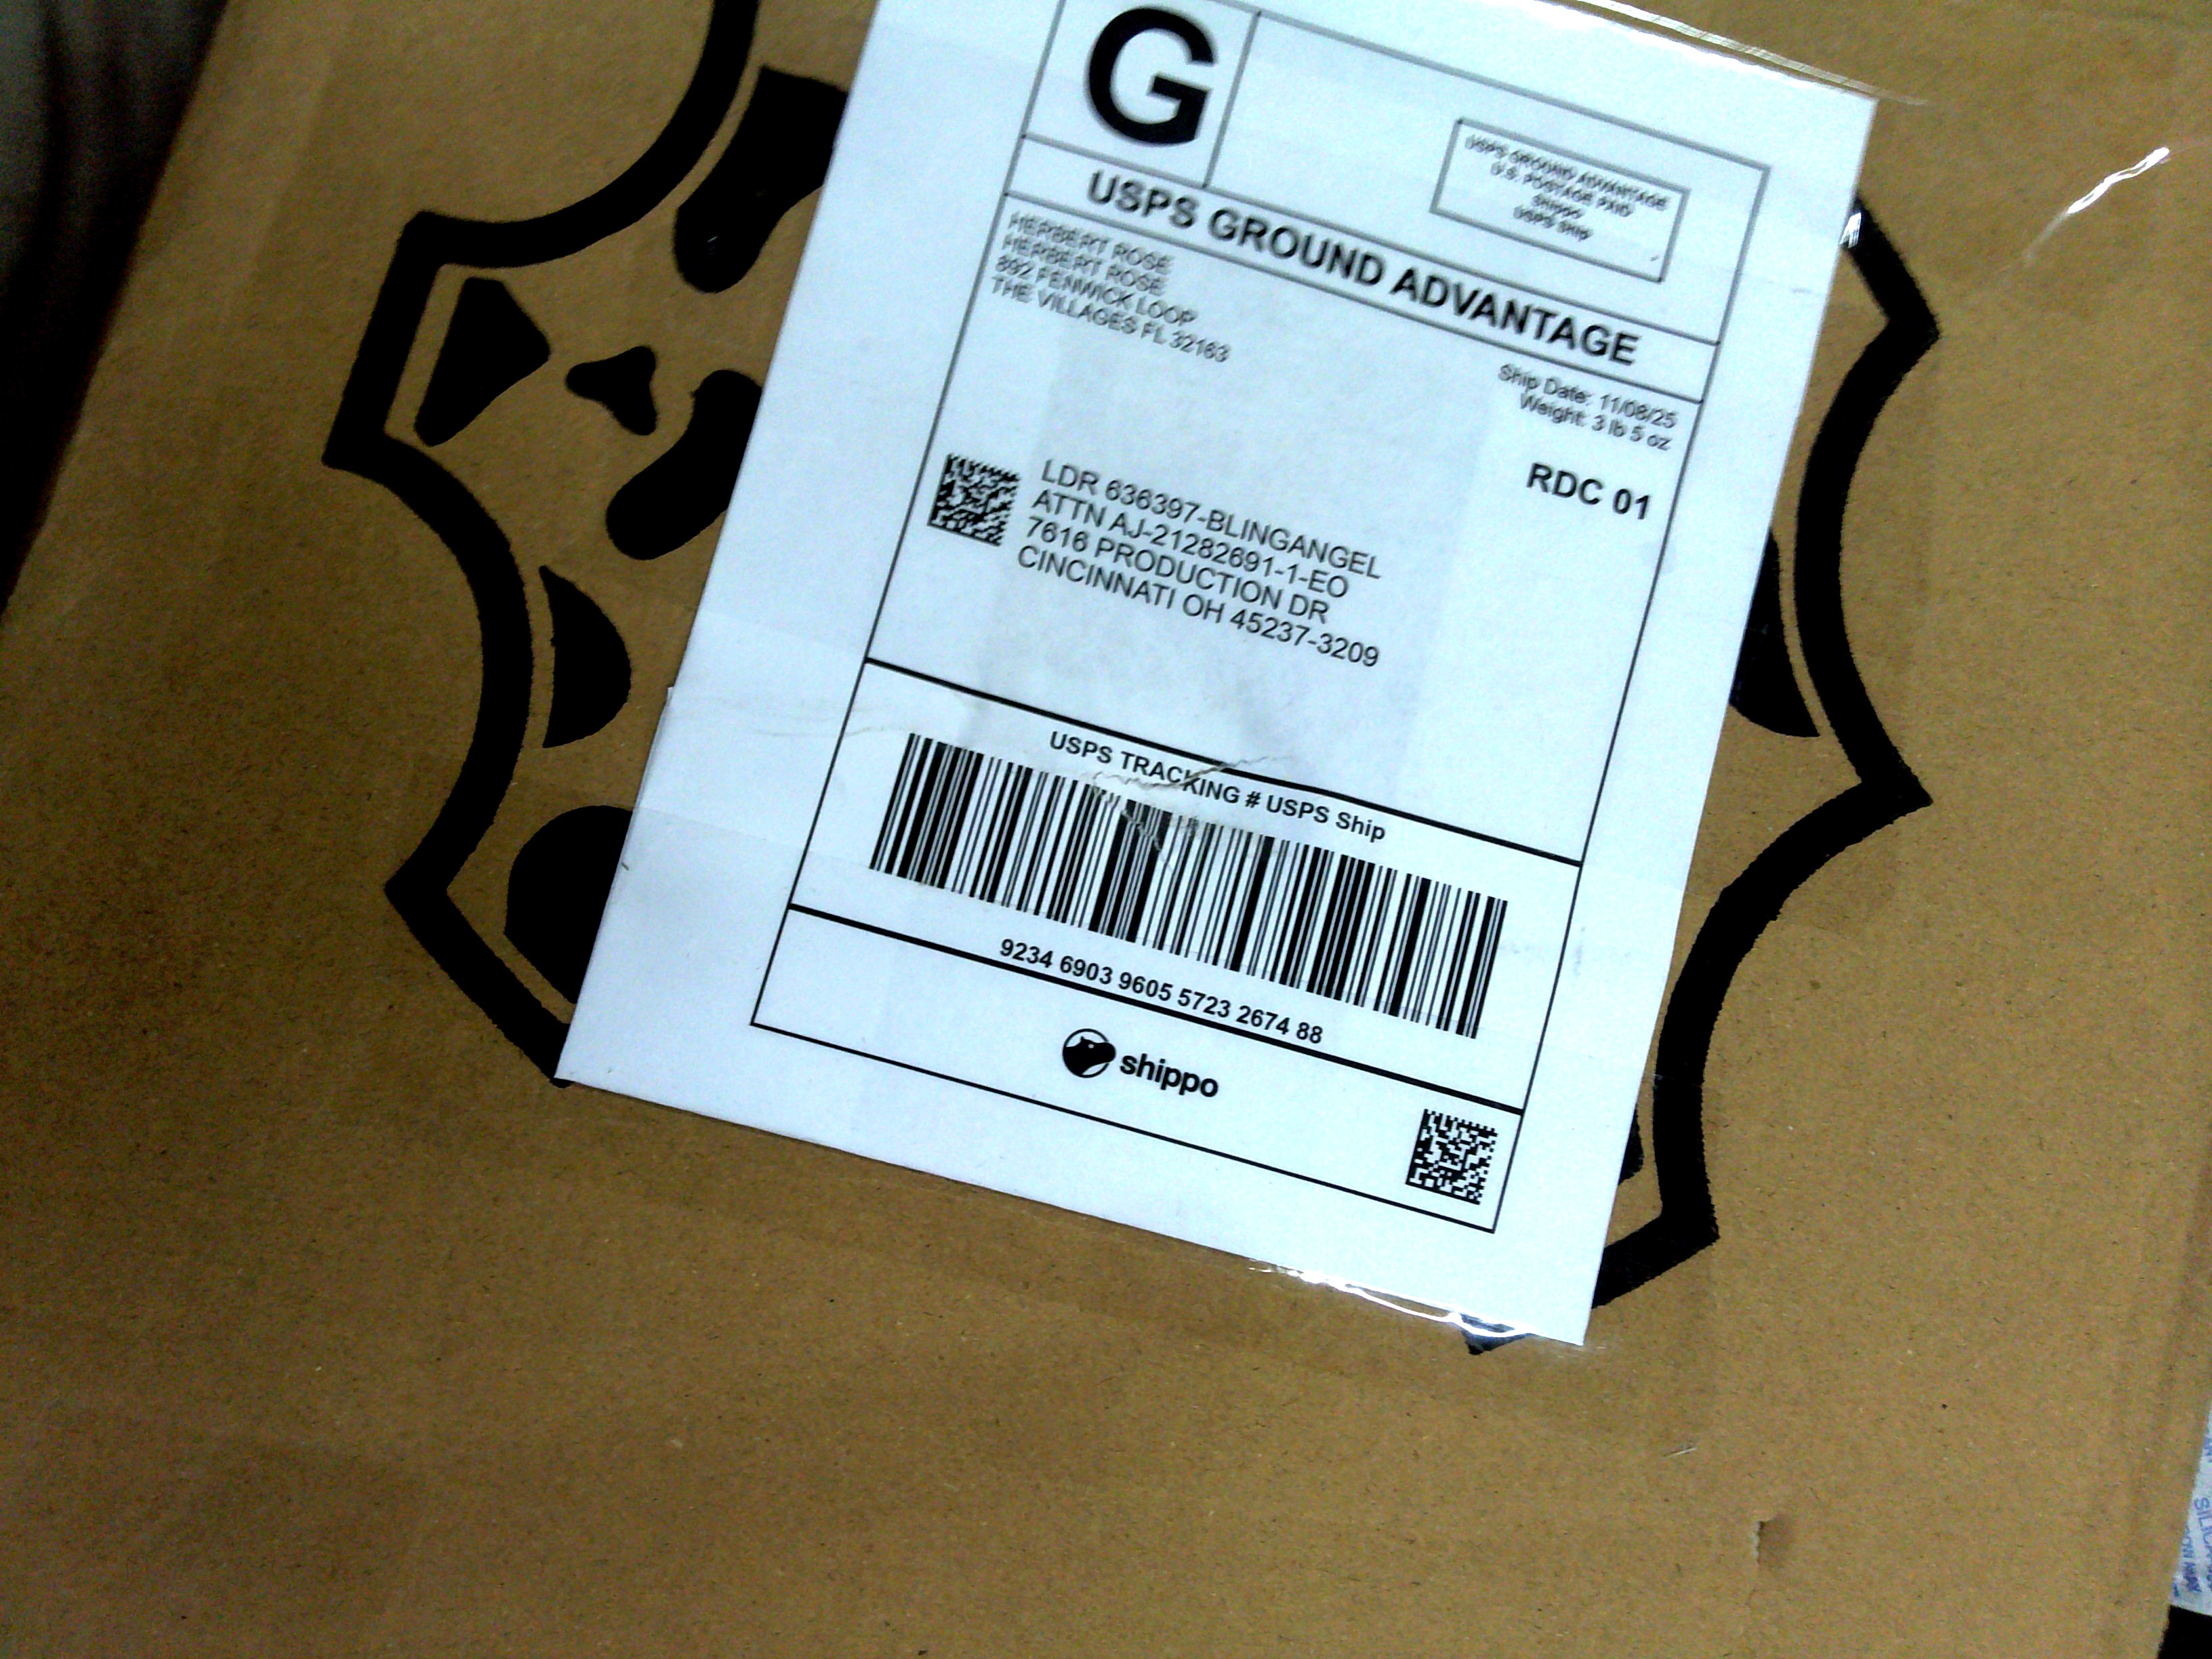 G
USPS GROUND ADVANTAGE
U.S. POSTAGE PAID
Shippo
USPS Ship
USPS GROUND ADVANTAGE
HERBERT ROSE
HERBERT ROSE
892 FENWICK LOOP
THE VILLAGES FL 32163
Ship Date: 11/08/25
Weight: 3 lb 5 oz
RDC 01
LDR 636397-BLINGANGEL
ATTN AJ-21282691-1-EO
7616 PRODUCTION DR
CINCINNATI OH 45237-3209
USPS TRACKING # USPS Ship
9234 6903 9605 5723 2674 88
shippo